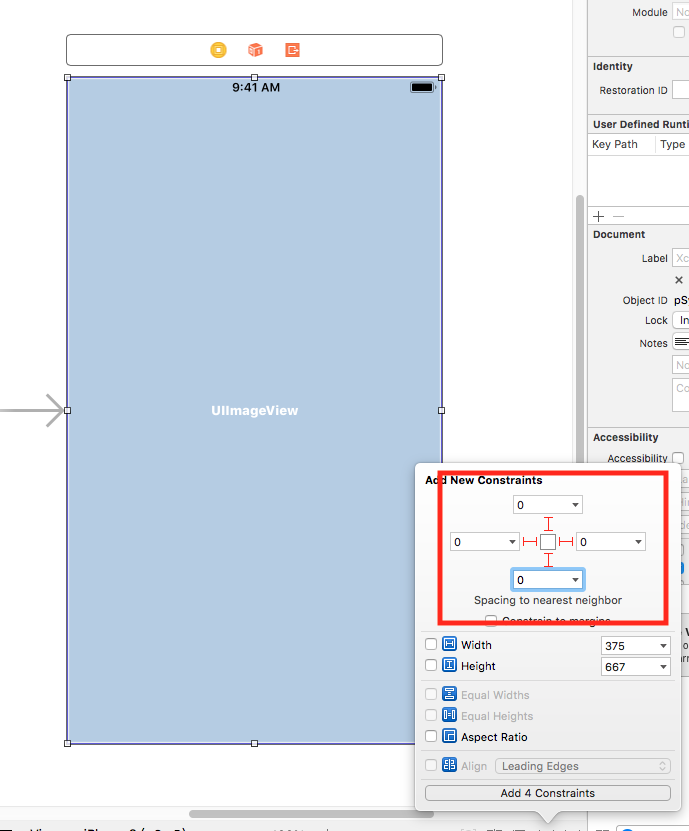 Module
No
Identity
Restoration ID
User Defined Runti
Key Path
Type
9:41 AM
Document
Label
Xc
Object ID
Lock
In
Notes
No
Co
UIImageView
Accessibility
Accessibility
Add New Constraints
0
0
0
0
Spacing to nearest neighbor
Constrain to margins
Width
375
Height
667
Equal Widths
Equal Heights
Aspect Ratio
Align
Leading Edges
Add 4 Constraints